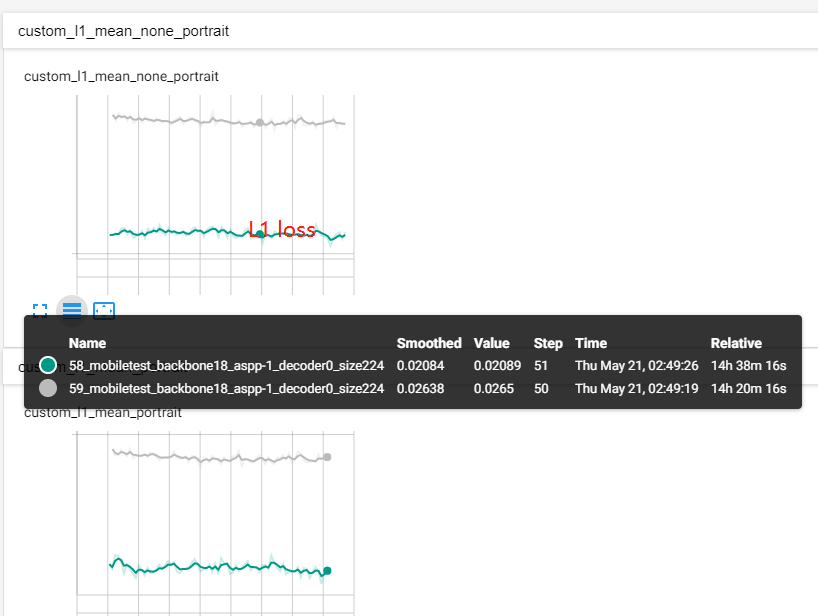 custom_l1_mean_none_portrait
custom_l1_mean_none_portrait
L1 loss
Name Smoothed Value Step Time Relative
58_mobiletest_backbone18_aspp-1_decoder0_size224 0.02084 0.02089 51 Thu May 21, 02:49:26 14h 38m 16s
59_mobiletest_backbone18_aspp-1_decoder0_size224 0.02638 0.0265 50 Thu May 21, 02:49:19 14h 20m 16s
custom_l1_mean_portrait